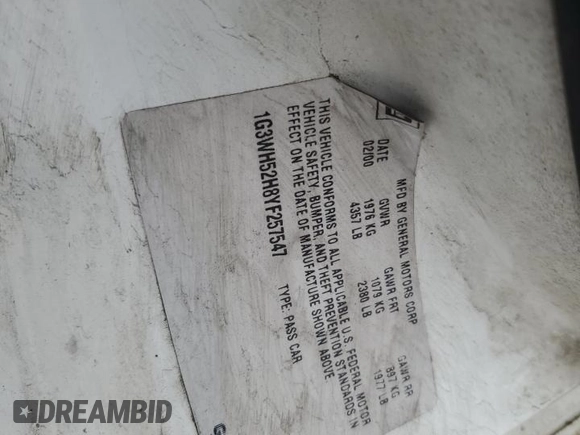 MFD BY GENERAL MOTORS CORP
DATE GVWR GAWR FRT GAWR RR
02/00 1976 KG 1079 KG 897 KG
4357 LB 2380 LB 1977 LB
THIS VEHICLE CONFORMS TO ALL APPLICABLE U.S. FEDERAL MOTOR
VEHICLE SAFETY, BUMPER, AND THEFT PREVENTION STANDARDS IN
EFFECT ON THE DATE OF MANUFACTURE SHOWN ABOVE
1G3WH52H8YF257547 TYPE: PASS CAR
DREAMBID